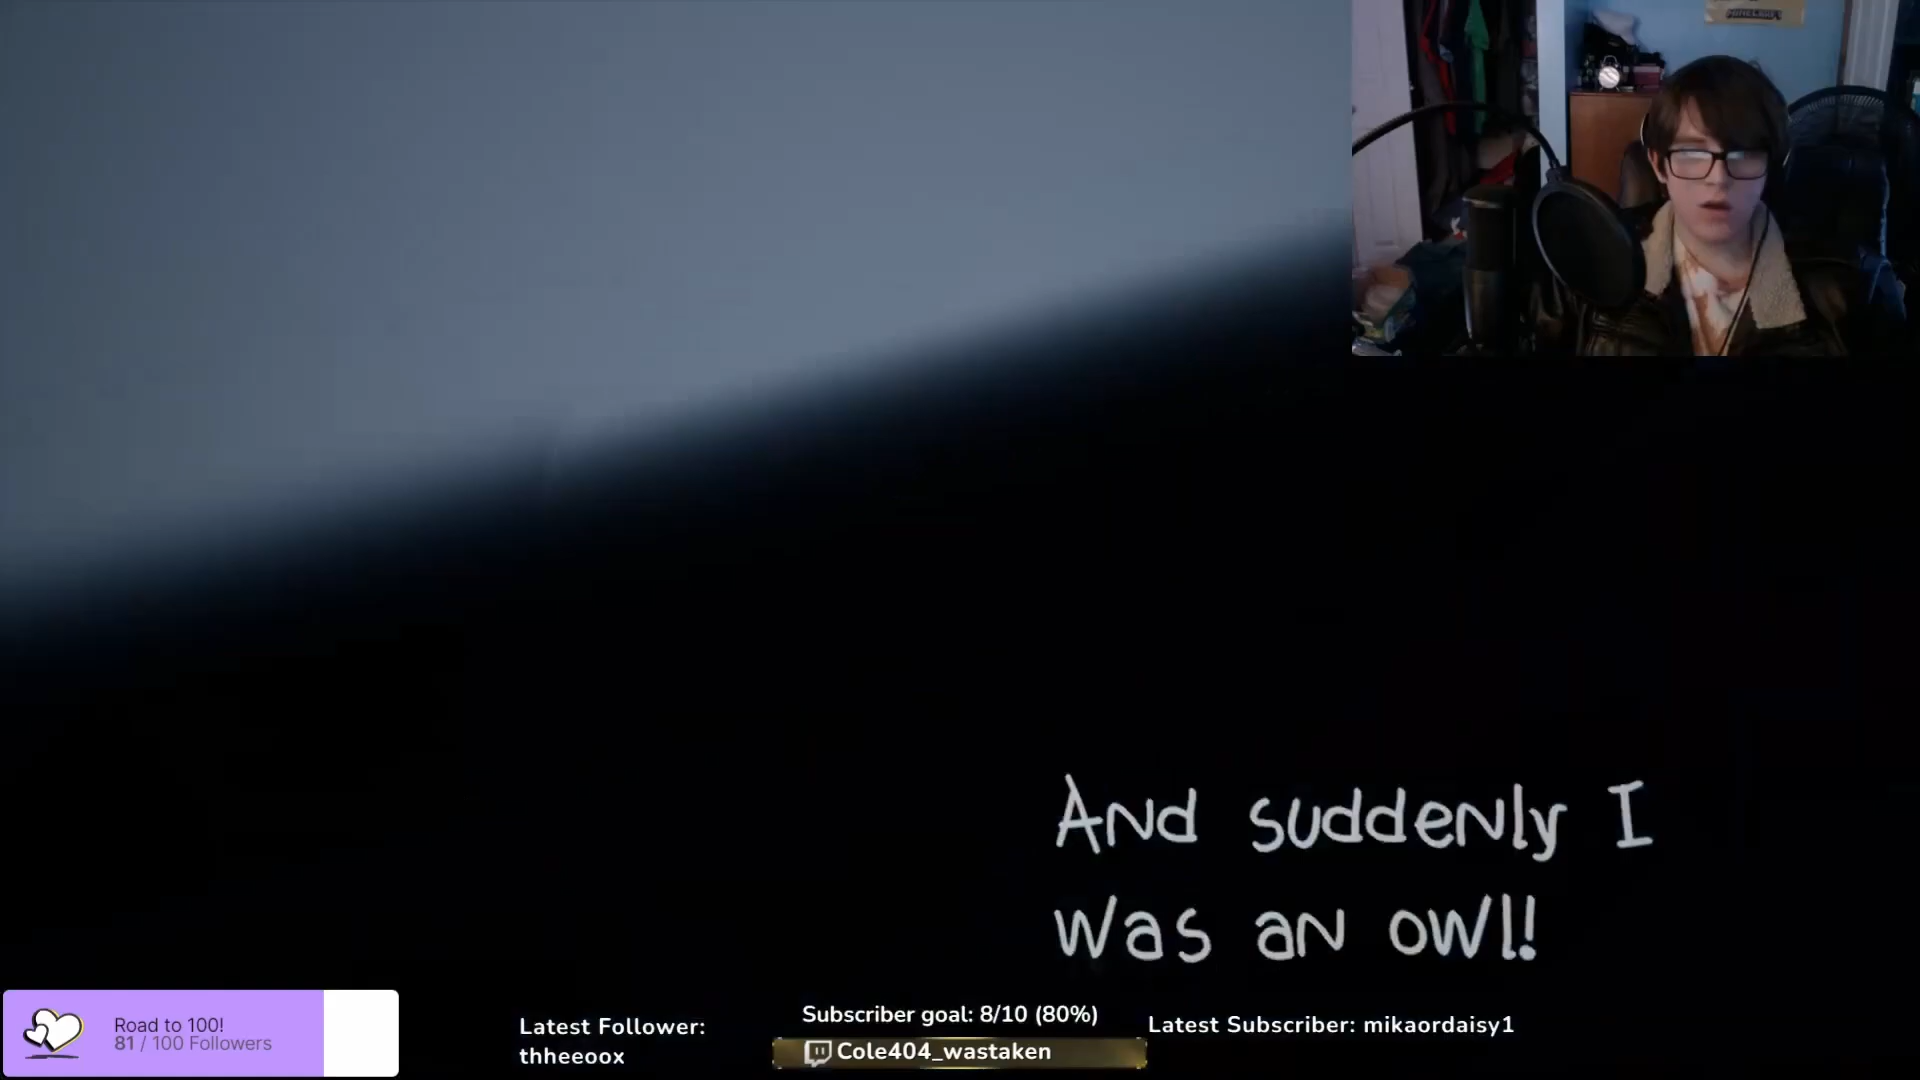 And suddenly I
was an owl!
Road to 100!
81 / 100 Followers
Latest Follower:
thheeoox
Subscriber goal: 8/10 (80%)
Cole404_wastaken
Latest Subscriber: mikaordaisy1